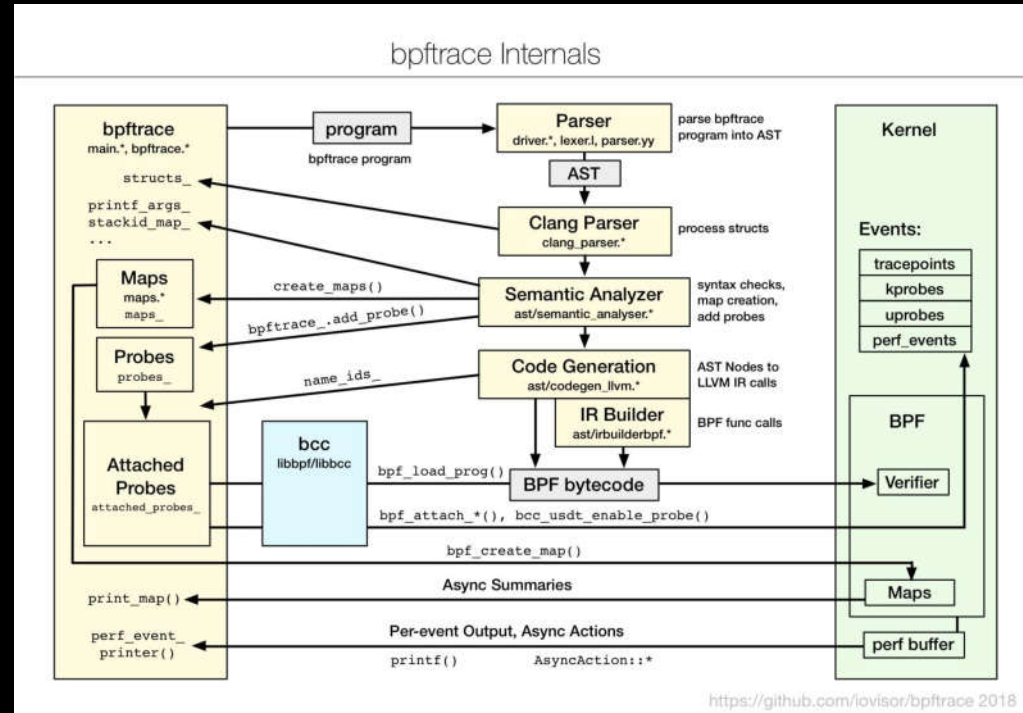 bpftrace Internals
bpftrace
main.*, bpftrace.*
structs_
printf_args_
stackid_map_
...
Maps
maps.*
maps_
Probes
probes_
Attached
Probes
attached_probes_
print_map()
perf_event_
printer()
program
bpftrace program
Parser
driver.*, lexer.l, parser.yy
parse bpftrace
program into AST
AST
Clang Parser
clang_parser.*
process structs
create_maps()
Semantic Analyzer
ast/semantic_analyser.*
syntax checks,
map creation,
add probes
bpftrace_.add_probe()
name_ids_
Code Generation
ast/codegen_llvm.*
AST Nodes to
LLVM IR calls
IR Builder
ast/irbuilderbpf.*
BPF func calls
bcc
libbpf/libbcc
bpf_load_prog()
BPF bytecode
bpf_attach_*(), bcc_usdt_enable_probe()
bpf_create_map()
Async Summaries
Per-event Output, Async Actions
printf() AsyncAction::*
Kernel
Events:
tracepoints
kprobes
uprobes
perf_events
BPF
Verifier
Maps
perf buffer
https://github.com/iovisor/bpftrace 2018